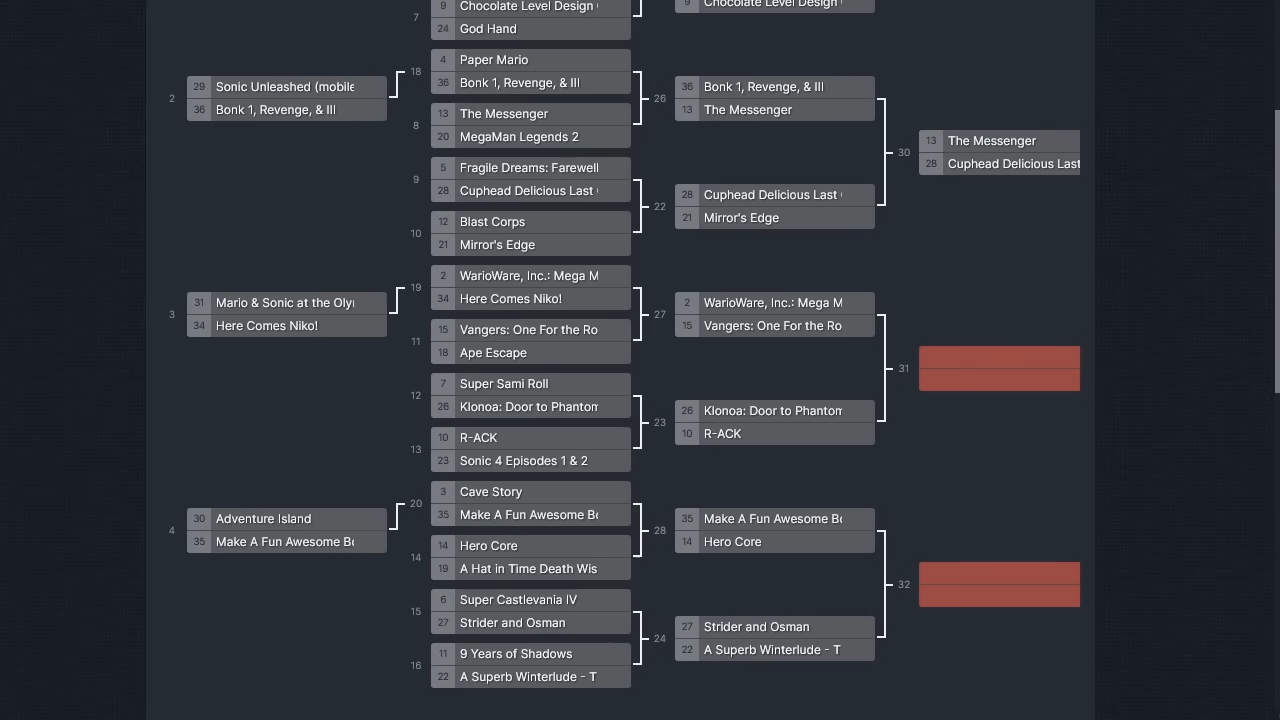 9 Chocolate Level Design
9 Chocolate Level Design
7
24 God Hand
4 Paper Mario
18
29 Sonic Unleashed (mobile
36 Bonk 1, Revenge, & III
36 Bonk 1, Revenge, & III
2
26
36 Bonk 1, Revenge, & III
13 The Messenger
13 The Messenger
8
20 MegaMan Legends 2
13 The Messenger
30
28 Cuphead Delicious Last
5 Fragile Dreams: Farewell
9
28 Cuphead Delicious Last
28 Cuphead Delicious Last
22
21 Mirror's Edge
12 Blast Corps
10
21 Mirror's Edge
2 WarioWare, Inc.: Mega M
19
34 Here Comes Niko!
31 Mario & Sonic at the Oly
3
34 Here Comes Niko!
27
2 WarioWare, Inc.: Mega M
15 Vangers: One For the Ro
15 Vangers: One For the Ro
11
18 Ape Escape
31
7 Super Sami Roll
12
26 Klonoa: Door to Phantom
26 Klonoa: Door to Phantom
23
10 R-ACK
10 R-ACK
13
23 Sonic 4 Episodes 1 & 2
3 Cave Story
20
35 Make A Fun Awesome Bo
30 Adventure Island
4
35 Make A Fun Awesome Bo
28
35 Make A Fun Awesome Bo
14 Hero Core
14 Hero Core
14
19 A Hat in Time Death Wis
32
6 Super Castlevania IV
15
27 Strider and Osman
27 Strider and Osman
24
22 A Superb Winterlude - T
11 9 Years of Shadows
16
22 A Superb Winterlude - T